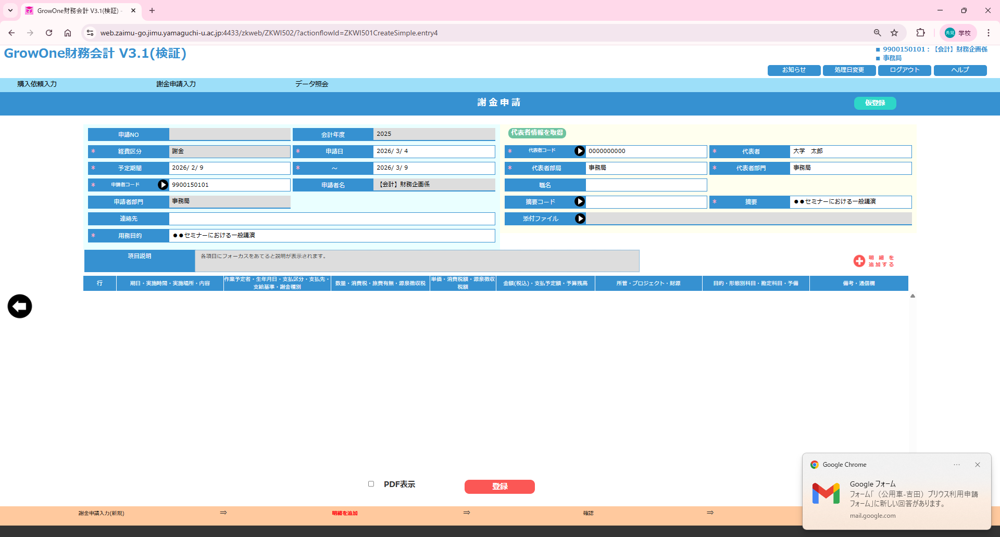 GrowOne財務会計 V3.1(検証) -
web.zaimu-go.jimu.yamaguchi-u.ac.jp:4433/zkweb/ZKWI502/?actionflowId=ZKWI501CreateSimple.entry4
秀見 学校
GrowOne財務会計 V3.1(検証)
■ 9900150101：【会計】財務企画係
■ 事務局
お知らせ 処理日変更 ログアウト ヘルプ
購入依頼入力 謝金申請入力 データ照会
謝金申請 仮登録
申請NO 会計年度 2025 代表者情報を取得
* 経費区分 謝金 * 申請日 2026/ 3/ 4 * 代表者コード 0000000000 * 代表者 大学　太郎
* 予定期間 2026/ 2/ 9 * ～ 2026/ 3/ 9 * 代表者部局 事務局 * 代表者部門 事務局
* 申請者コード 9900150101 申請者名 【会計】財務企画係 職名
申請者部門 事務局 摘要コード * 摘要 ●●セミナーにおける一般講演
連絡先 添付ファイル
* 用務目的 ●●セミナーにおける一般講演
項目説明 各項目にフォーカスをあてると説明が表示されます。
明細を
追加する
行 期日・実施時間・実施場所・内容 作業予定者・生年月日・支払区分・支払先・支給基準・謝金種別 数量・消費税・旅費有無・源泉徴収税 単価・消費税額・源泉徴収税額 金額(税込)・支払予定額・予算残高 所管・プロジェクト・財源 目的・形態別科目・勘定科目・予備 備考・通信欄
PDF表示 登録
謝金申請入力(新規) ⇒ 明細を追加 ⇒ 確認 ⇒
Google Chrome
Google フォーム
フォーム「（公用車-吉田）プリウス利用申請
フォーム」に新しい回答があります。
mail.google.com